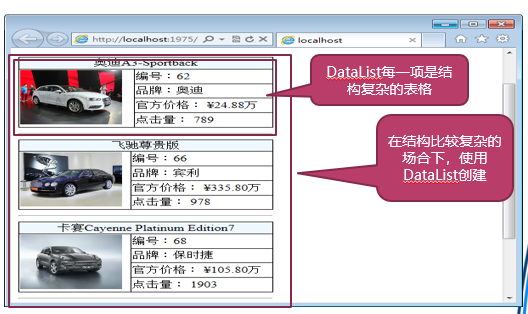 http://localhost:1975/
localhost
奥迪A3-Sportback
编号：62
品牌：奥迪
官方价格：¥24.88万
点击量：789
飞驰尊贵版
编号：66
品牌：宾利
官方价格：¥335.80万
点击量：978
卡宴Cayenne Platinum Edition7
编号：68
品牌：保时捷
官方价格：¥105.80万
点击量：1903
DataList每一项是结
构复杂的表格
在结构比较复杂的
场合下，使用
DataList创建